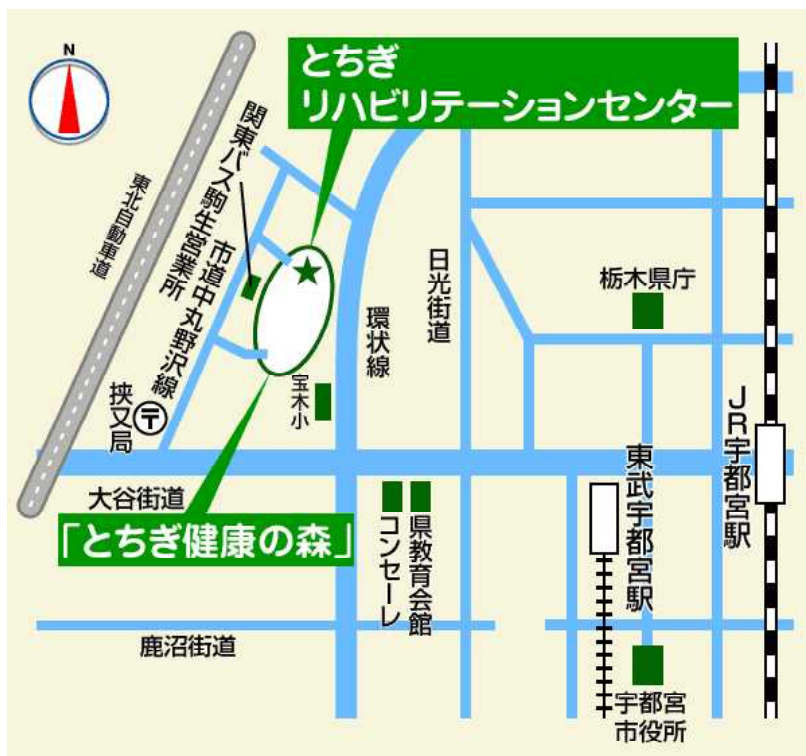 N
とちぎ
リハビリテーションセンター
関東バス駒生営業所
東北自動車道
市道中丸野沢線
挟又局
〒
宝木小
環状線
日光街道
栃木県庁
JR宇都宮駅
東武宇都宮駅
大谷街道
「とちぎ健康の森」
コンセーレ
県教育会館
鹿沼街道
宇都宮
市役所